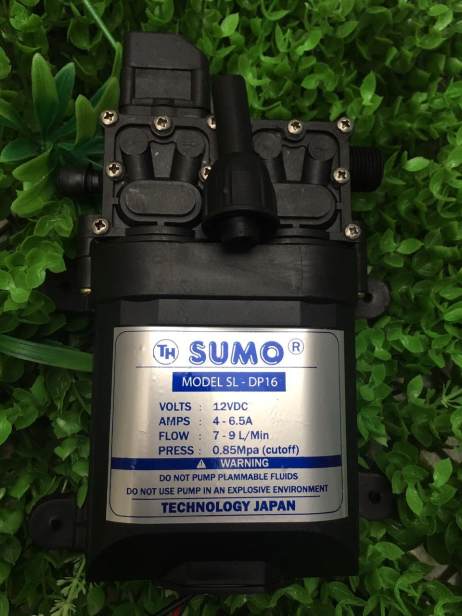 TH SUMO ®
MODEL SL - DP16
VOLTS : 12VDC
AMPS : 4 - 6.5A
FLOW : 7 - 9 L/Min
PRESS : 0.85Mpa (cutoff)
WARNING
DO NOT PUMP PLAMMABLE FLUIDS
DO NOT USE PUMP IN AN EXPLOSIVE ENVIRONMENT
TECHNOLOGY JAPAN